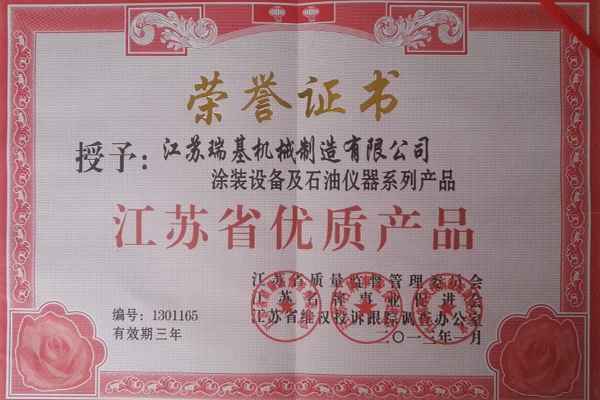 荣誉证书
授予：江苏瑞基机械制造有限公司
涂装设备及石油仪器系列产品
江苏省优质产品
江苏省质量监督管理委员会
江苏名牌事业促进会
江苏省维权投诉跟踪调查办公室
二〇一三年一月
编号：1301165
有效期三年